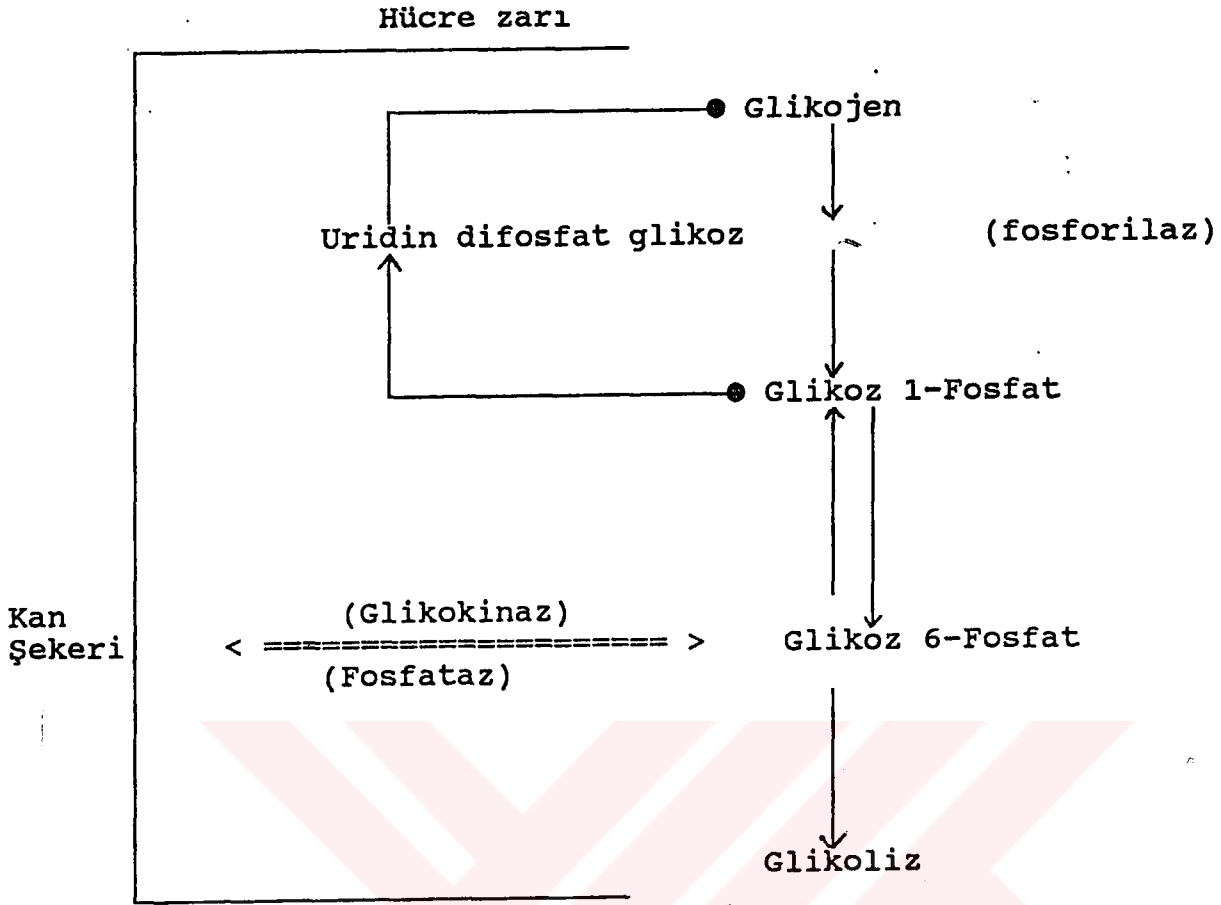 Hücre zarı
Glikojen
Uridin difosfat glikoz (fosforilaz)
Glikoz 1-Fosfat
Kan (Glikokinaz)
Şekeri < ===================== > Glikoz 6-Fosfat
(Fosfataz)
Glikoliz